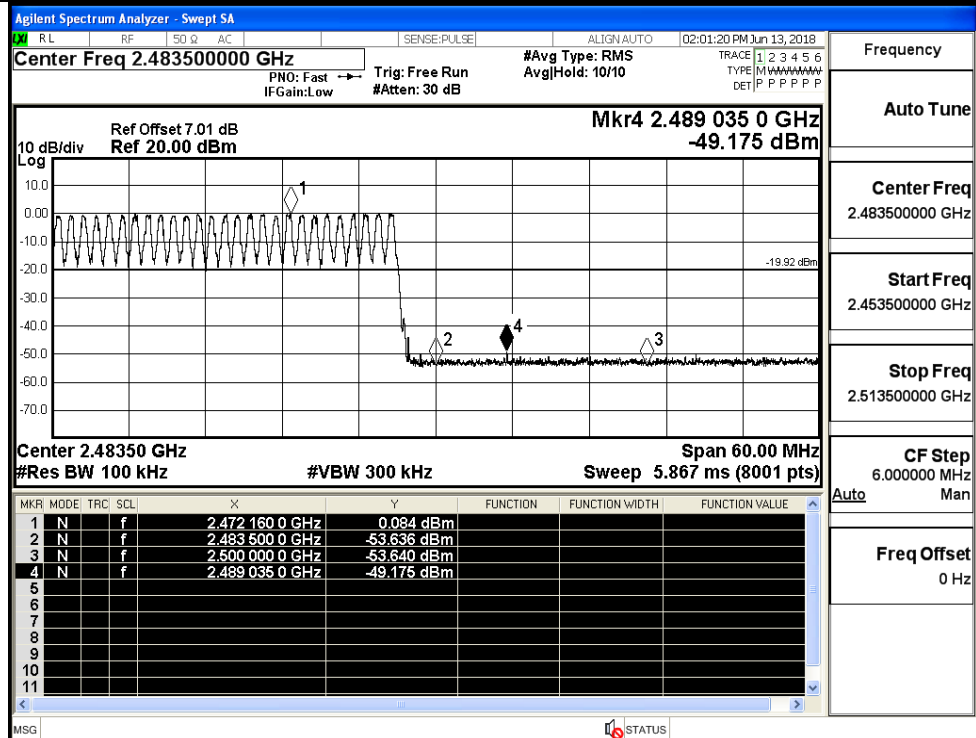 Agilent Spectrum Analyzer - Swept SA
LXI RL RF 50 Ω AC SENSE:PULSE ALIGN AUTO 02:01:20 PM Jun 13, 2018
Center Freq 2.483500000 GHz
PNO: Fast
IFGain:Low
Trig: Free Run
#Atten: 30 dB
#Avg Type: RMS
Avg|Hold: 10/10
TRACE 1 2 3 4 5 6
TYPE M W W W W W
DET P P P P P P
Ref Offset 7.01 dB
10 dB/div Ref 20.00 dBm
Log
Mkr4 2.489 035 0 GHz
-49.175 dBm
10.0
0.00
-10.0
-20.0
-30.0
-40.0
-50.0
-60.0
-70.0
1
-19.92 dBm
2
4
3
Center 2.48350 GHz Span 60.00 MHz
#Res BW 100 kHz #VBW 300 kHz Sweep 5.867 ms (8001 pts)
MKR MODE TRC SCL X Y FUNCTION FUNCTION WIDTH FUNCTION VALUE
1 N f 2.472 160 0 GHz 0.084 dBm
2 N f 2.483 500 0 GHz -53.636 dBm
3 N f 2.500 000 0 GHz -53.640 dBm
4 N f 2.489 035 0 GHz -49.175 dBm
5
6
7
8
9
10
11
MSG STATUS
Frequency
Auto Tune
Center Freq
2.483500000 GHz
Start Freq
2.453500000 GHz
Stop Freq
2.513500000 GHz
CF Step
6.000000 MHz
Auto Man
Freq Offset
0 Hz